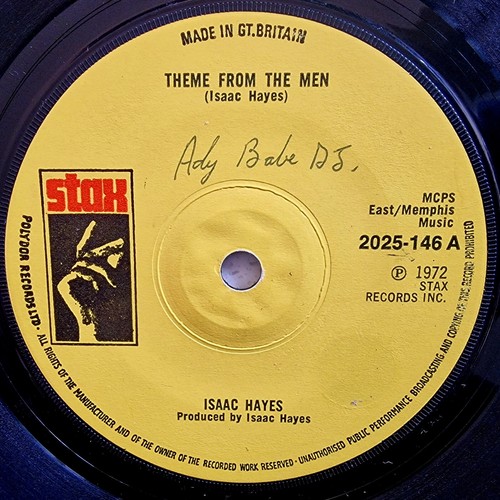 MADE IN GT.BRITAIN
THEME FROM THE MEN
(Isaac Hayes)
Ady Babe DJ.
stax
MCPS
East/Memphis
Music
2025-146 A
℗ 1972
STAX
RECORDS INC.
ISAAC HAYES
Produced by Isaac Hayes
POLYDOR RECORDS LTD · ALL RIGHTS OF THE MANUFACTURER AND OF THE OWNER OF THE RECORDED WORK RESERVED · UNAUTHORISED PUBLIC PERFORMANCE BROADCASTING AND COPYING OF THIS RECORD PROHIBITED